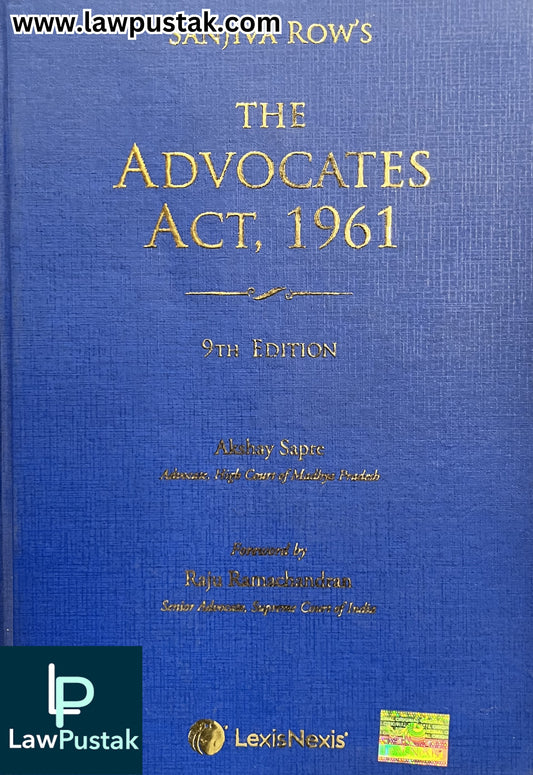 www.lawpustak.com
SANJIVA ROW'S
THE
ADVOCATES
ACT, 1961
9TH EDITION
Akshay Sapre
Advocate, High Court of Madhya Pradesh
Foreword by
Raju Ramachandran
Senior Advocate, Supreme Court of India
LP
LawPustak
LexisNexis®